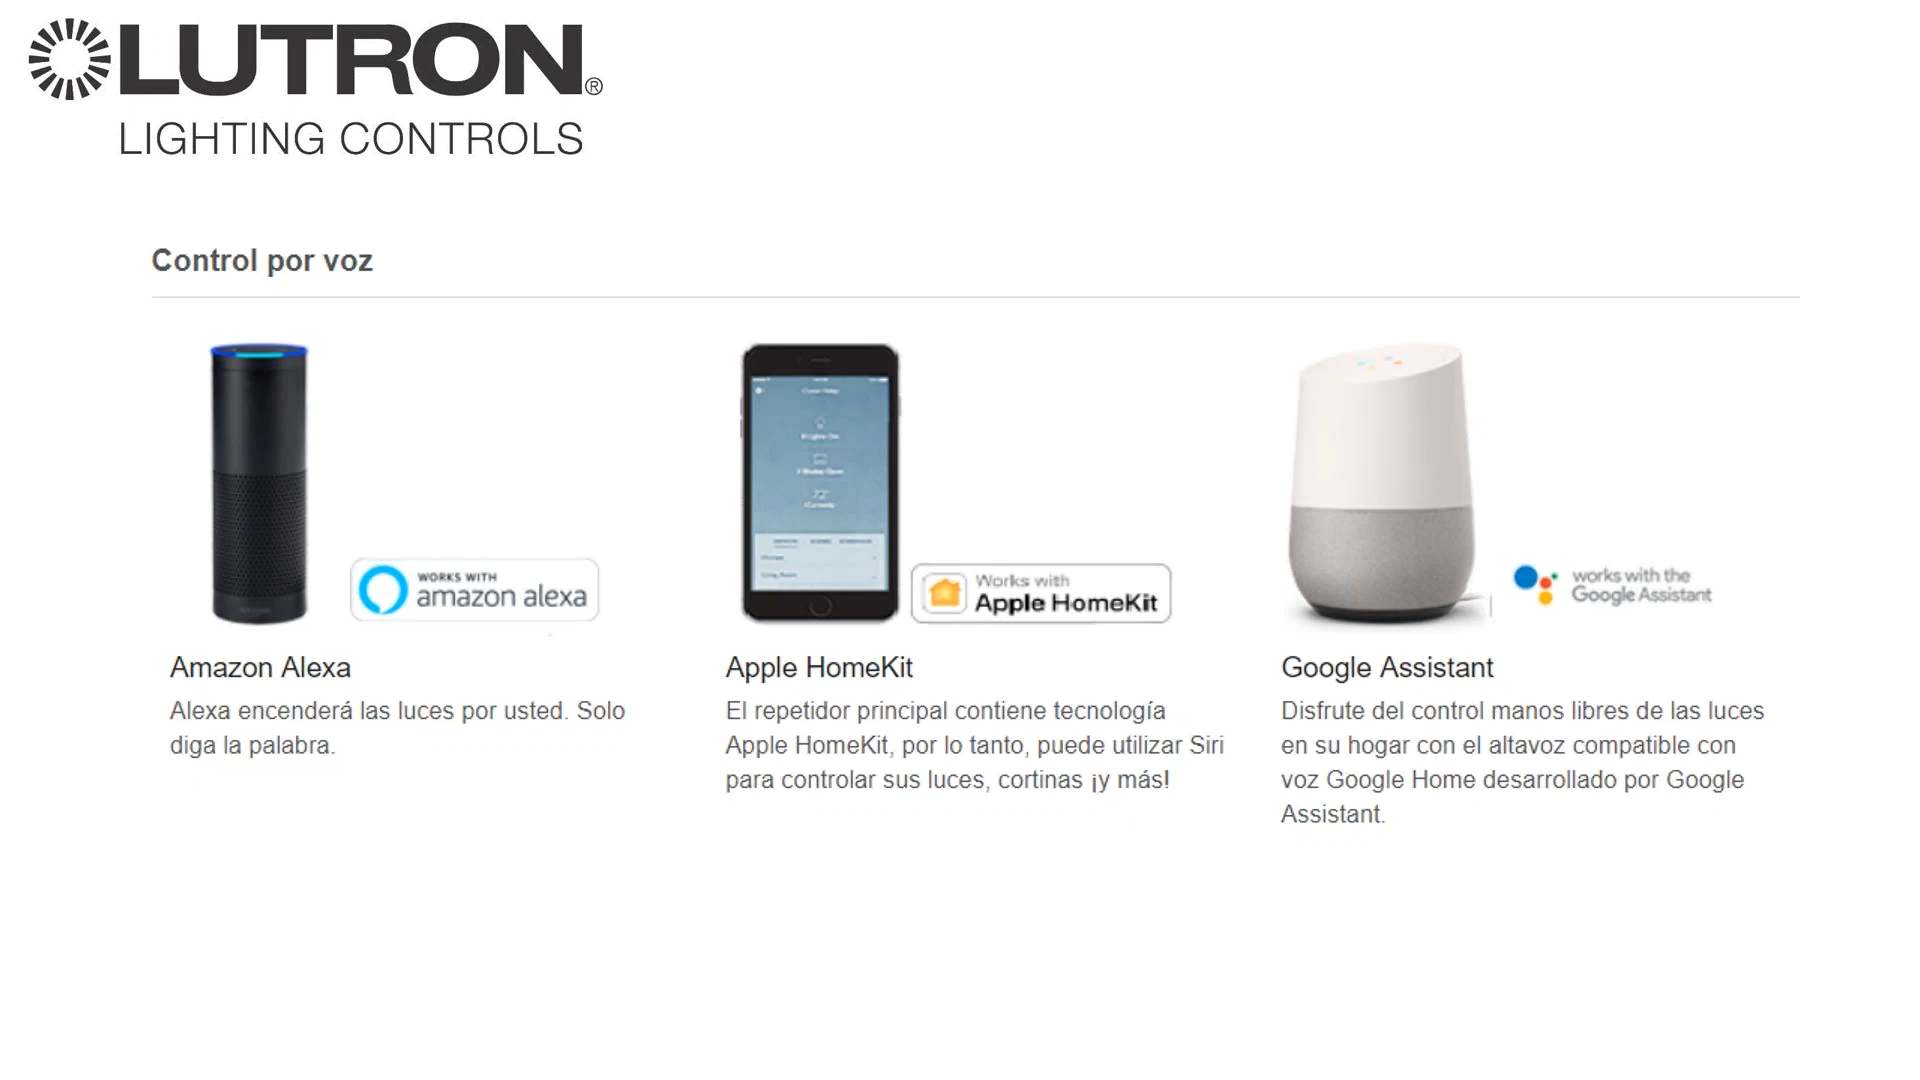 LUTRON®
LIGHTING CONTROLS
Control por voz
WORKS WITH
amazon alexa
Works with
Apple HomeKit
works with the
Google Assistant
Amazon Alexa
Alexa encenderá las luces por usted. Solo
diga la palabra.
Apple HomeKit
El repetidor principal contiene tecnología
Apple HomeKit, por lo tanto, puede utilizar Siri
para controlar sus luces, cortinas ¡y más!
Google Assistant
Disfrute del control manos libres de las luces
en su hogar con el altavoz compatible con
voz Google Home desarrollado por Google
Assistant.